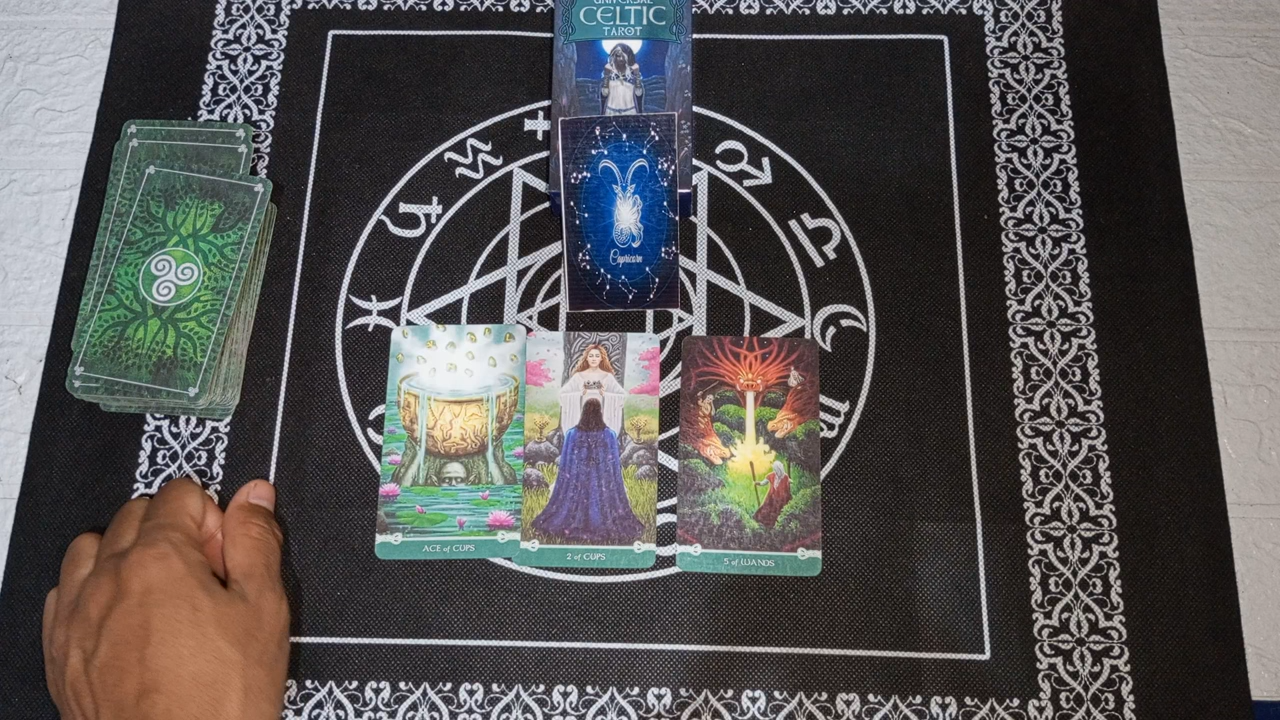 UNIVERSAL
CELTIC
TAROT
Capricorn
ACE of CUPS
2 of CUPS
5 of WANDS